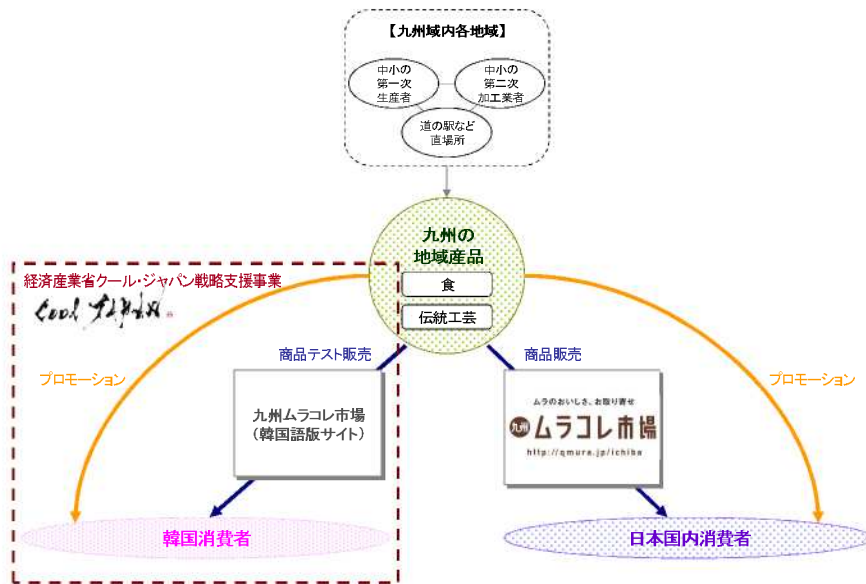 【九州域内各地域】
中小の
第一次
生産者
中小の
第二次
加工業者
道の駅など
直場所
九州の
地域産品
食
伝統工芸
経済産業省クール・ジャパン戦略支援事業
Cool Japan
プロモーション
商品テスト販売
商品販売
プロモーション
九州ムラコレ市場
(韓国語版サイト)
ムラのおいしさ、お取り寄せ
九州 ムラコレ市場
http://qmura.jp/ichiba
韓国消費者
日本国内消費者